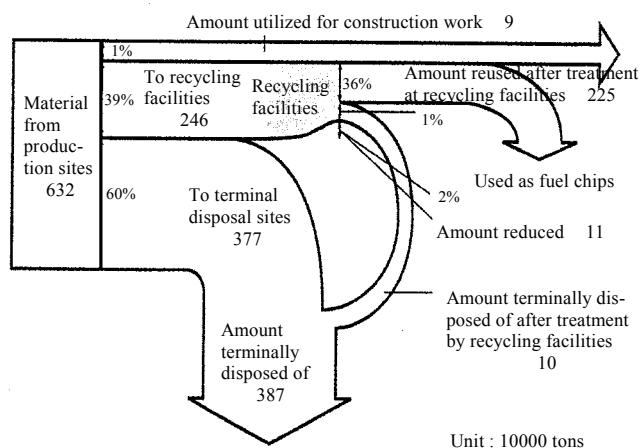 Amount utilized for construction work 9
1%
To recycling
facilities
246
Recycling
facilities
36%
Amount reused after treatment
at recycling facilities 225
39%
1%
Material
from
produc-
tion sites
632
Used as fuel chips
60%
To terminal
disposal sites
377
2%
Amount reduced 11
Amount terminally dis-
posed of after treatment
by recycling facilities
10
Amount
terminally
disposed of
387
Unit : 10000 tons